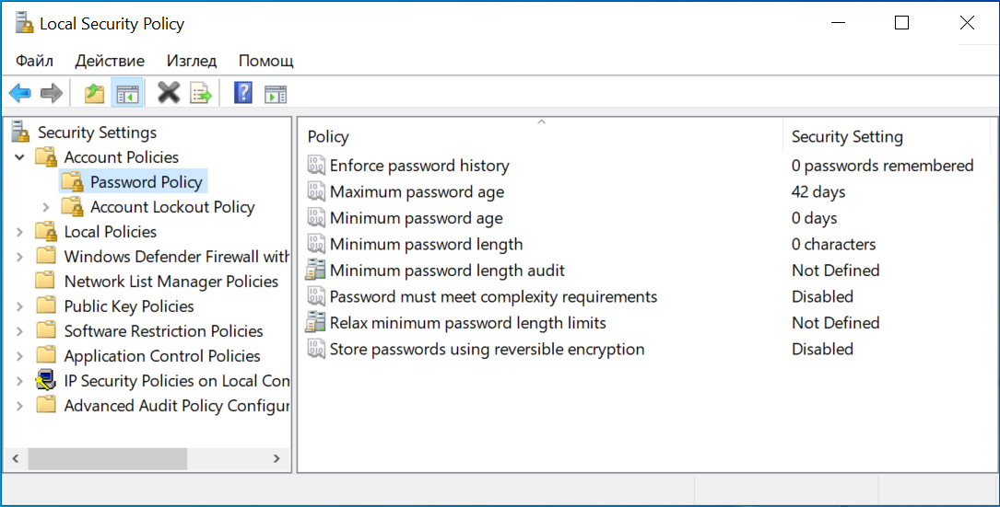 Local Security Policy
Файл Действие Изглед Помощ
Security Settings
Account Policies
Password Policy
Account Lockout Policy
Local Policies
Windows Defender Firewall with
Network List Manager Policies
Public Key Policies
Software Restriction Policies
Application Control Policies
IP Security Policies on Local Con
Advanced Audit Policy Configur
Policy Security Setting
Enforce password history 0 passwords remembered
Maximum password age 42 days
Minimum password age 0 days
Minimum password length 0 characters
Minimum password length audit Not Defined
Password must meet complexity requirements Disabled
Relax minimum password length limits Not Defined
Store passwords using reversible encryption Disabled